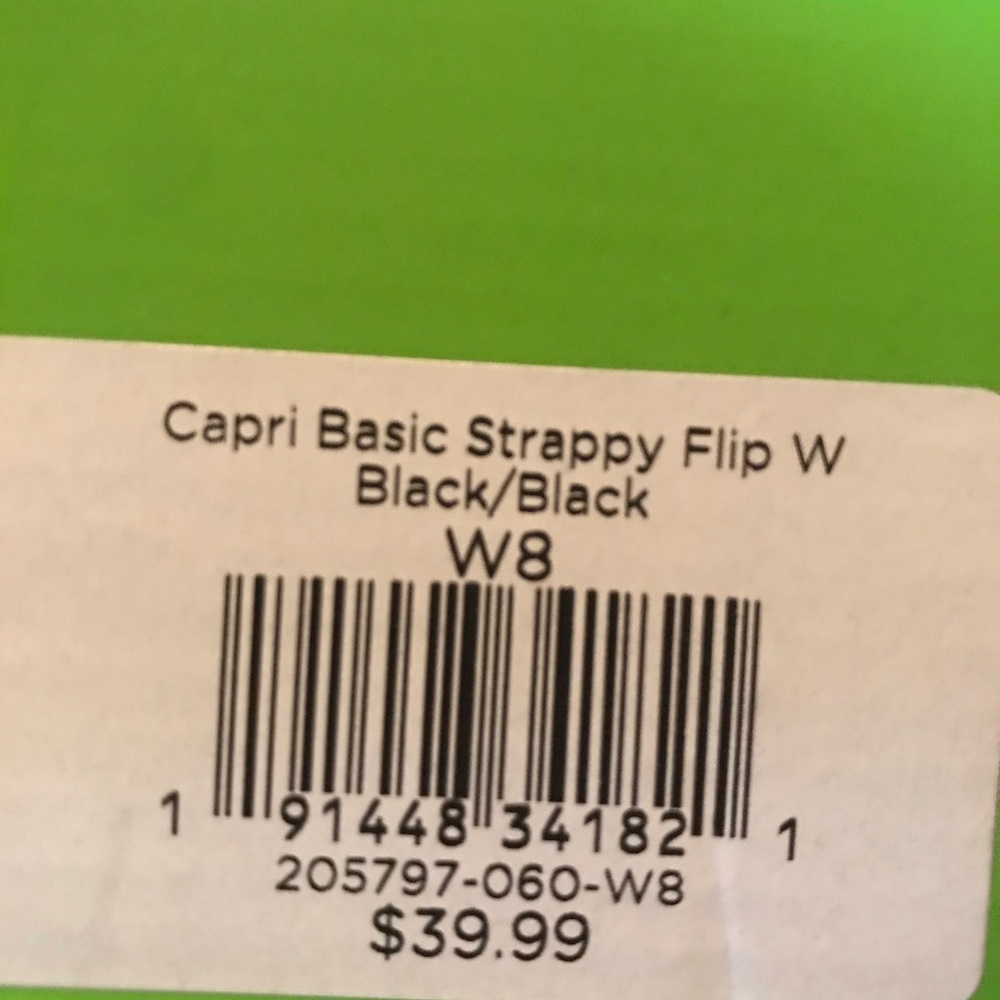 Capri Basic Strappy Flip W
Black/Black
W8
1 91448 34182 1
205797-060-W8
$39.99